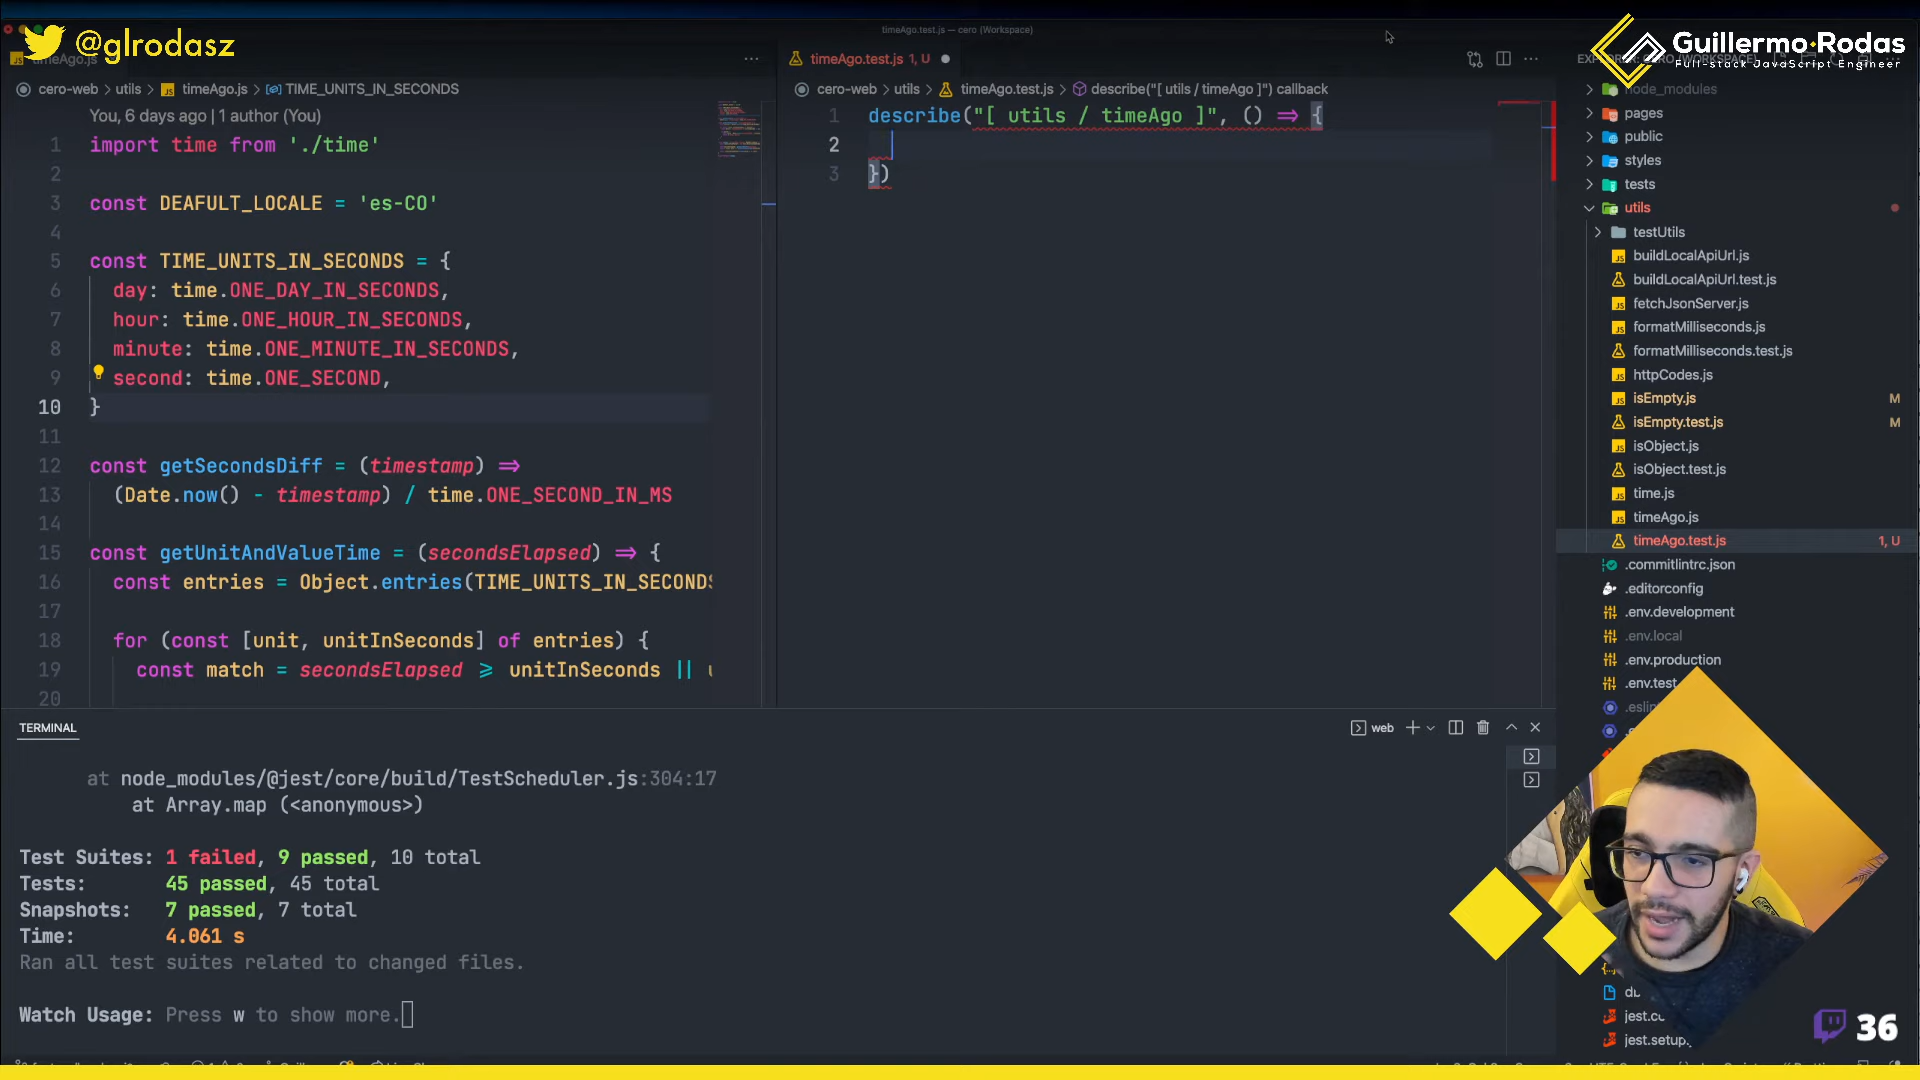 @glrodasz
timeAgo.test.js — cero (Workspace)
Guillermo Rodas
Full-stack JavaScript Engineer
timeAgo.js
timeAgo.test.js 1, U
cero-web > utils > timeAgo.js > TIME_UNITS_IN_SECONDS
You, 6 days ago | 1 author (You)
1 import time from './time'
2
3 const DEAFULT_LOCALE = 'es-CO'
4
5 const TIME_UNITS_IN_SECONDS = {
6 day: time.ONE_DAY_IN_SECONDS,
7 hour: time.ONE_HOUR_IN_SECONDS,
8 minute: time.ONE_MINUTE_IN_SECONDS,
9 second: time.ONE_SECOND,
10 }
11
12 const getSecondsDiff = (timestamp) =>
13 (Date.now() - timestamp) / time.ONE_SECOND_IN_MS
14
15 const getUnitAndValueTime = (secondsElapsed) => {
16 const entries = Object.entries(TIME_UNITS_IN_SECONDS
17
18 for (const [unit, unitInSeconds] of entries) {
19 const match = secondsElapsed >= unitInSeconds ||
20
cero-web > utils > timeAgo.test.js > describe("[ utils / timeAgo ]") callback
1 describe("[ utils / timeAgo ]", () => {
2
3 })
node_modules
pages
public
styles
tests
utils
testUtils
buildLocalApiUrl.js
buildLocalApiUrl.test.js
fetchJsonServer.js
formatMilliseconds.js
formatMilliseconds.test.js
httpCodes.js
isEmpty.js M
isEmpty.test.js M
isObject.js
isObject.test.js
time.js
timeAgo.js
timeAgo.test.js 1, U
.commitlintrc.json
.editorconfig
.env.development
.env.local
.env.production
.env.test
jest.setup.
TERMINAL
web
at node_modules/@jest/core/build/TestScheduler.js:304:17
at Array.map (<anonymous>)
Test Suites: 1 failed, 9 passed, 10 total
Tests: 45 passed, 45 total
Snapshots: 7 passed, 7 total
Time: 4.061 s
Ran all test suites related to changed files.
Watch Usage: Press w to show more.
36